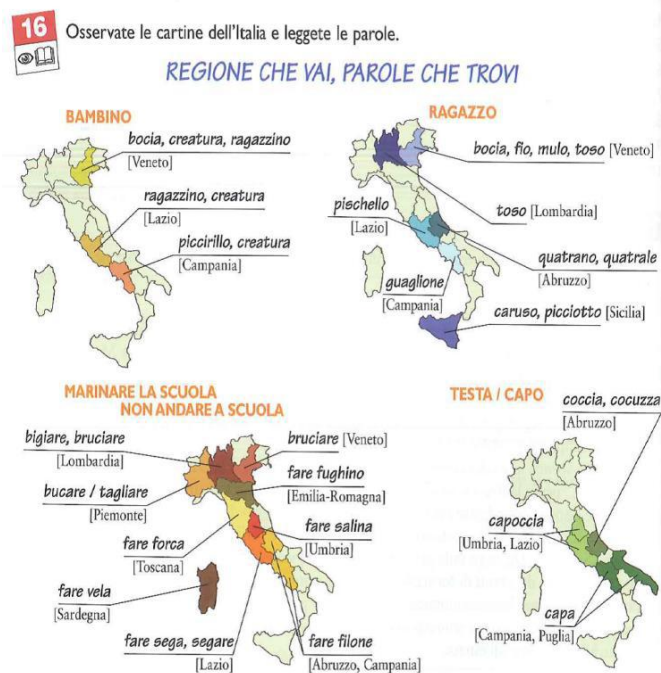 16 Osservate le cartine dell'Italia e leggete le parole.
REGIONE CHE VAI, PAROLE CHE TROVI
BAMBINO
bocia, creatura, ragazzino
[Veneto]
ragazzino, creatura
[Lazio]
piccirillo, creatura
[Campania]
RAGAZZO
bocia, fio, mulo, toso [Veneto]
toso [Lombardia]
pischello
[Lazio]
quatrano, quatrale
[Abruzzo]
guaglione
[Campania]
caruso, picciotto [Sicilia]
MARINARE LA SCUOLA
NON ANDARE A SCUOLA
bigiare, bruciare
[Lombardia]
bruciare [Veneto]
fare fughino
[Emilia-Romagna]
bucare / tagliare
[Piemonte]
fare salina
[Umbria]
fare forca
[Toscana]
fare vela
[Sardegna]
fare sega, segare
[Lazio]
fare filone
[Abruzzo, Campania]
TESTA / CAPO
coccia, cocuzza
[Abruzzo]
capoccia
[Umbria, Lazio]
capa
[Campania, Puglia]